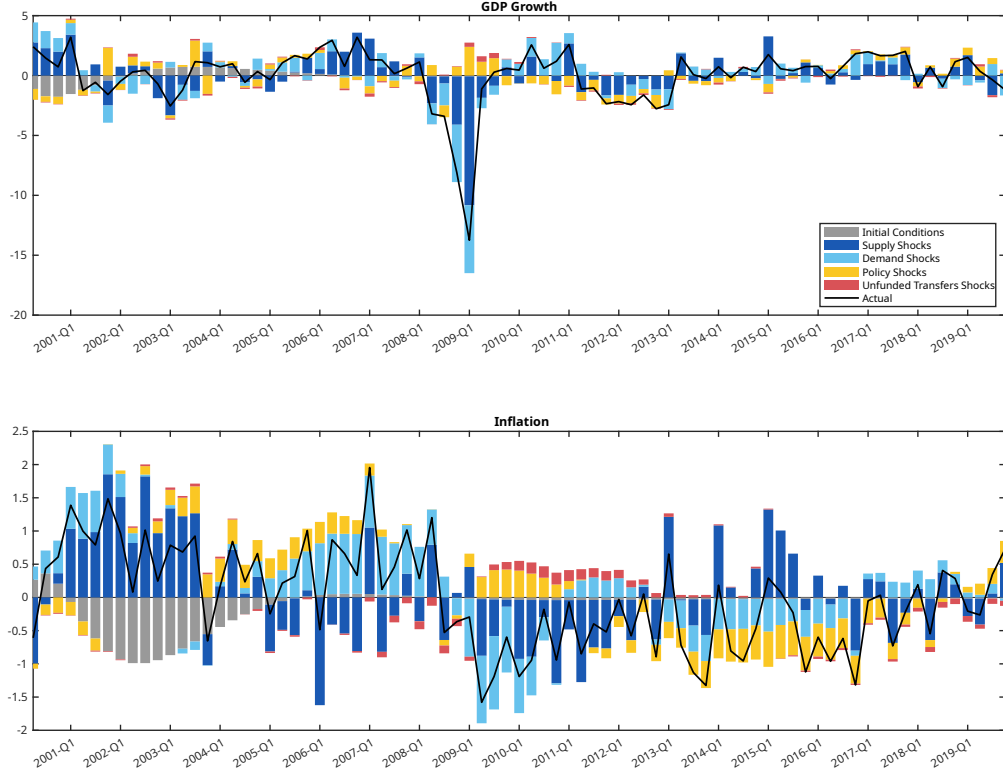 GDP Growth
5
0
-5
-10
-15
-20
Initial Conditions
Supply Shocks
Demand Shocks
Policy Shocks
Unfunded Transfers Shocks
Actual
2001-Q1
2002-Q1
2003-Q1
2004-Q1
2005-Q1
2006-Q1
2007-Q1
2008-Q1
2009-Q1
2010-Q1
2011-Q1
2012-Q1
2013-Q1
2014-Q1
2015-Q1
2016-Q1
2017-Q1
2018-Q1
2019-Q1
Inflation
2.5
2
1.5
1
0.5
0
-0.5
-1
-1.5
-2
2001-Q1
2002-Q1
2003-Q1
2004-Q1
2005-Q1
2006-Q1
2007-Q1
2008-Q1
2009-Q1
2010-Q1
2011-Q1
2012-Q1
2013-Q1
2014-Q1
2015-Q1
2016-Q1
2017-Q1
2018-Q1
2019-Q1